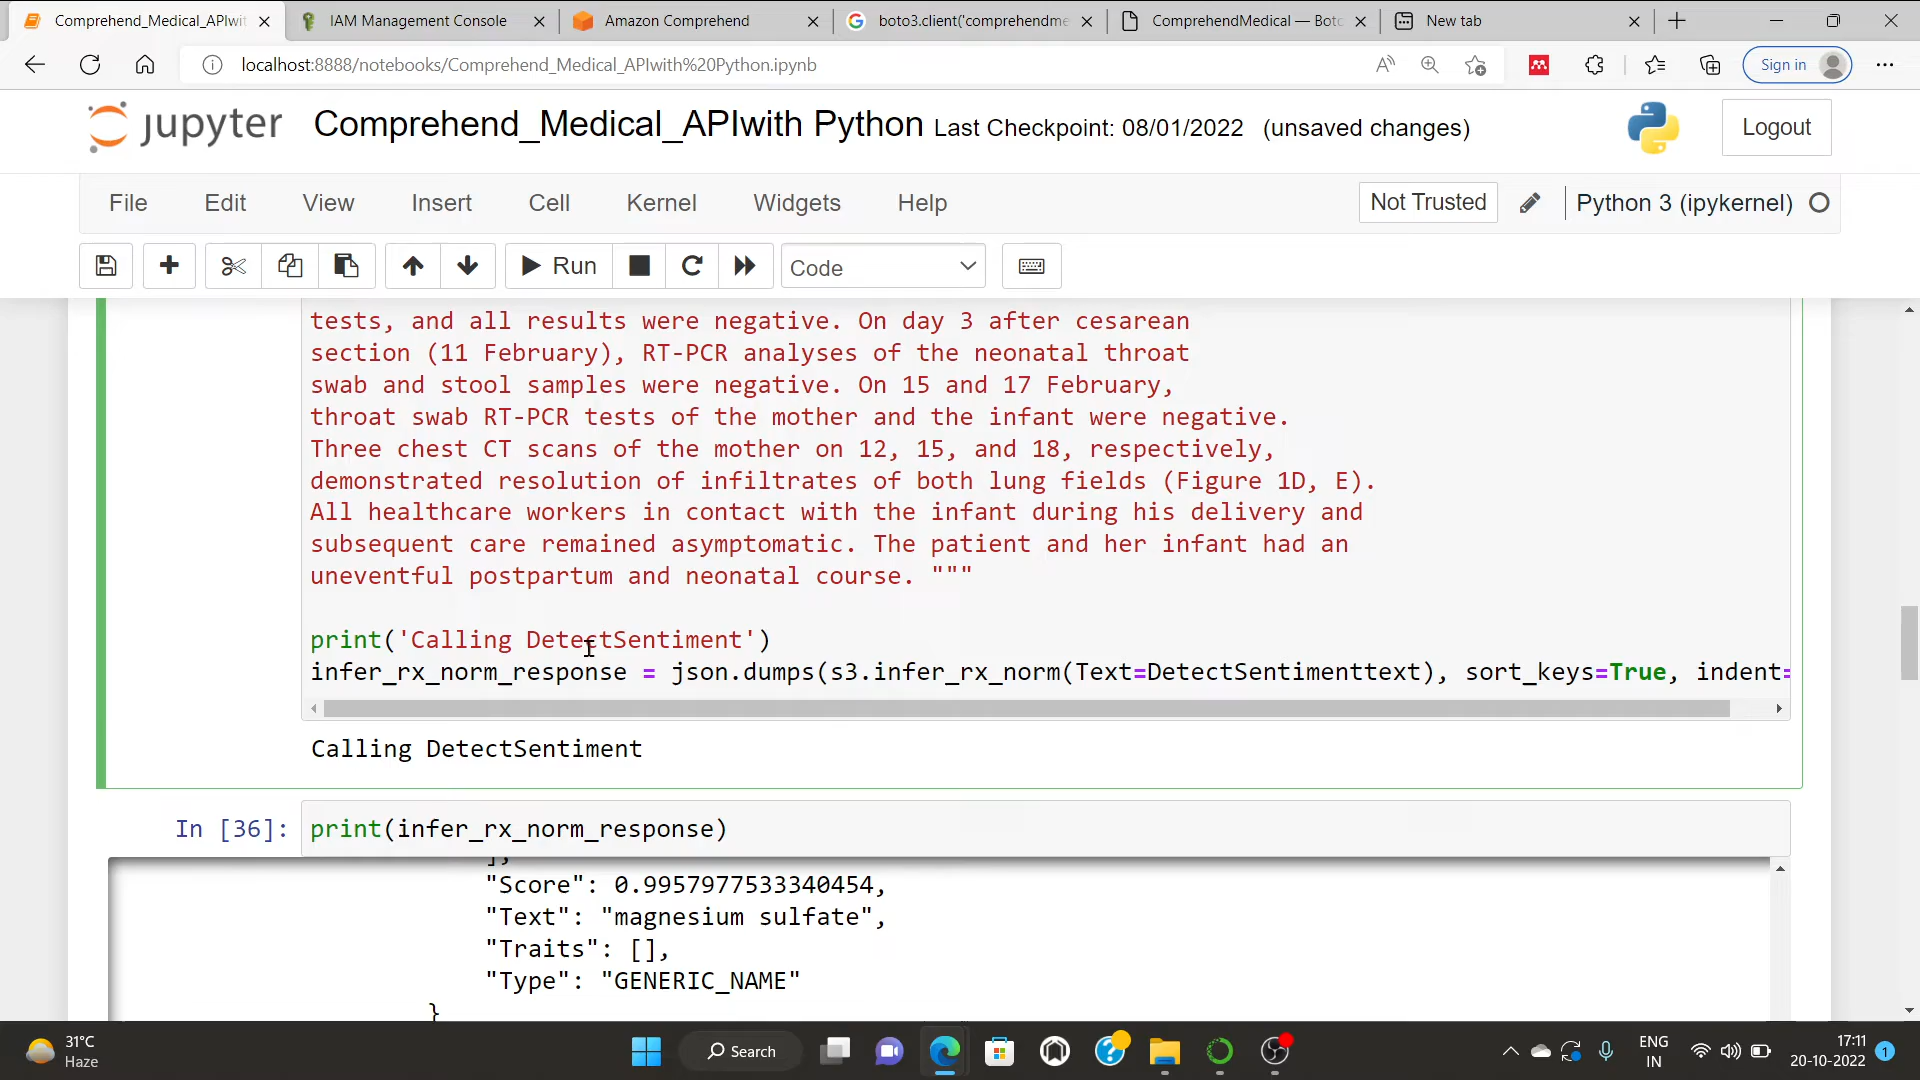 Comprehend_Medical_APIwit
IAM Management Console
Amazon Comprehend
boto3.client('comprehendme
ComprehendMedical — Boto
New tab
localhost:8888/notebooks/Comprehend_Medical_APIwith%20Python.ipynb
Sign in
jupyter
Comprehend_Medical_APIwith Python
Last Checkpoint: 08/01/2022
(unsaved changes)
Logout
File
Edit
View
Insert
Cell
Kernel
Widgets
Help
Not Trusted
Python 3 (ipykernel)
Run
Code
tests, and all results were negative. On day 3 after cesarean
section (11 February), RT-PCR analyses of the neonatal throat
swab and stool samples were negative. On 15 and 17 February,
throat swab RT-PCR tests of the mother and the infant were negative.
Three chest CT scans of the mother on 12, 15, and 18, respectively,
demonstrated resolution of infiltrates of both lung fields (Figure 1D, E).
All healthcare workers in contact with the infant during his delivery and
subsequent care remained asymptomatic. The patient and her infant had an
uneventful postpartum and neonatal course. """
print('Calling DetectSentiment')
infer_rx_norm_response = json.dumps(s3.infer_rx_norm(Text=DetectSentimenttext), sort_keys=True, indent=
Calling DetectSentiment
In [36]:
print(infer_rx_norm_response)
],
"Score": 0.9957977533340454,
"Text": "magnesium sulfate",
"Traits": [],
"Type": "GENERIC_NAME"
}
31°C
Haze
Search
ENG
IN
17:11
20-10-2022
1